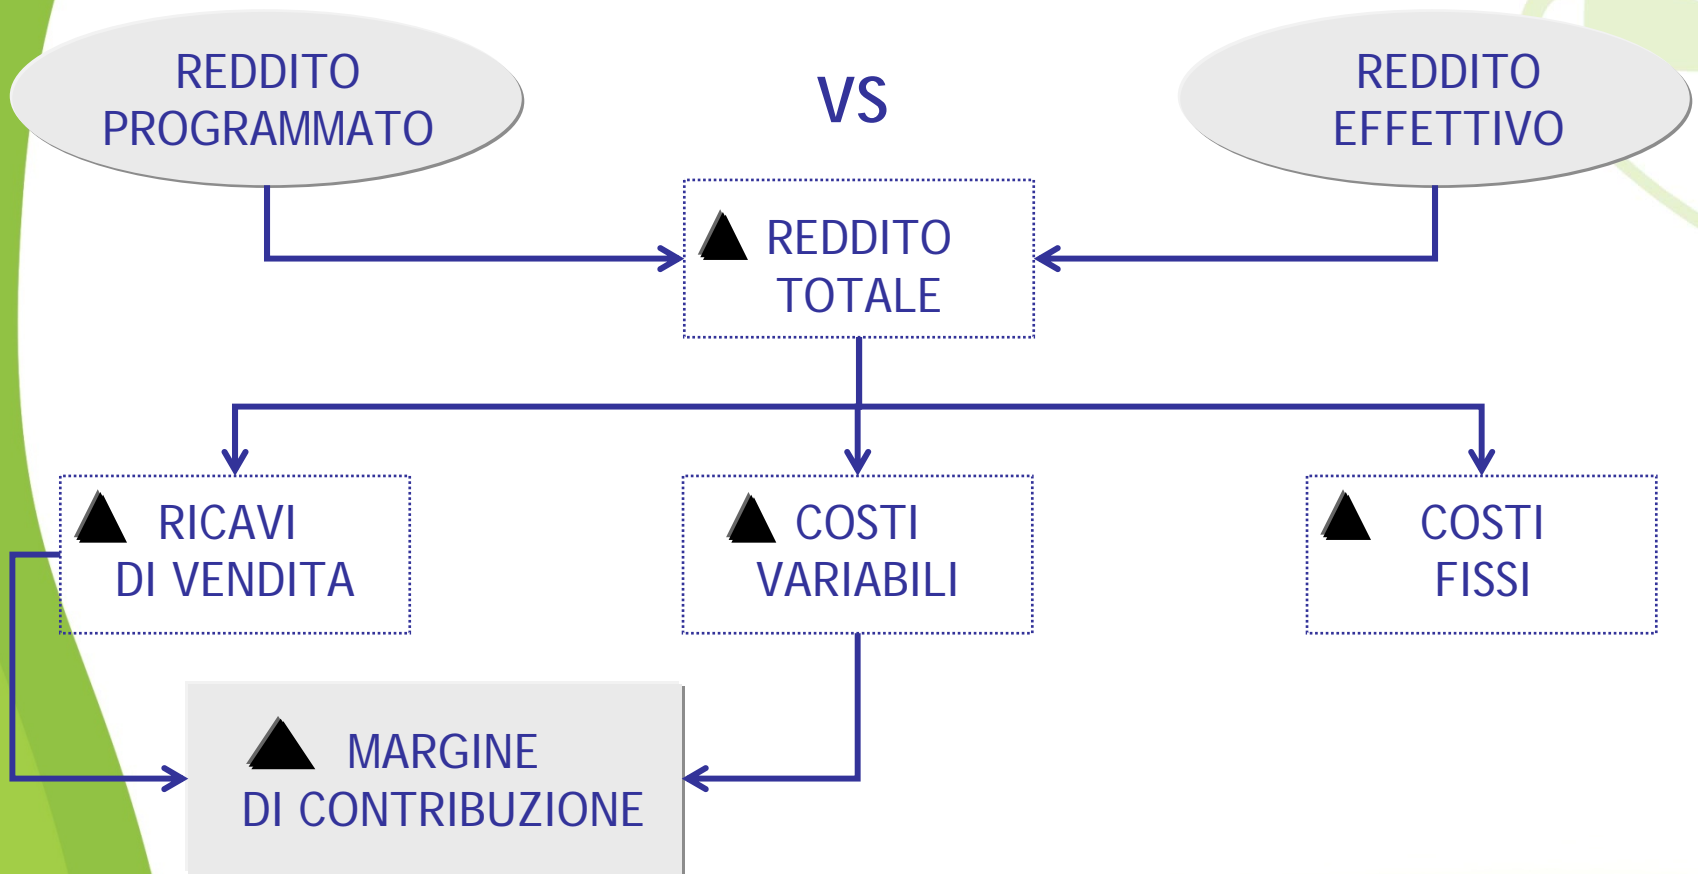 REDDITO
PROGRAMMATO
VS
REDDITO
EFFETTIVO
REDDITO
TOTALE
RICAVI
DI VENDITA
COSTI
VARIABILI
COSTI
FISSI
MARGINE
DI CONTRIBUZIONE